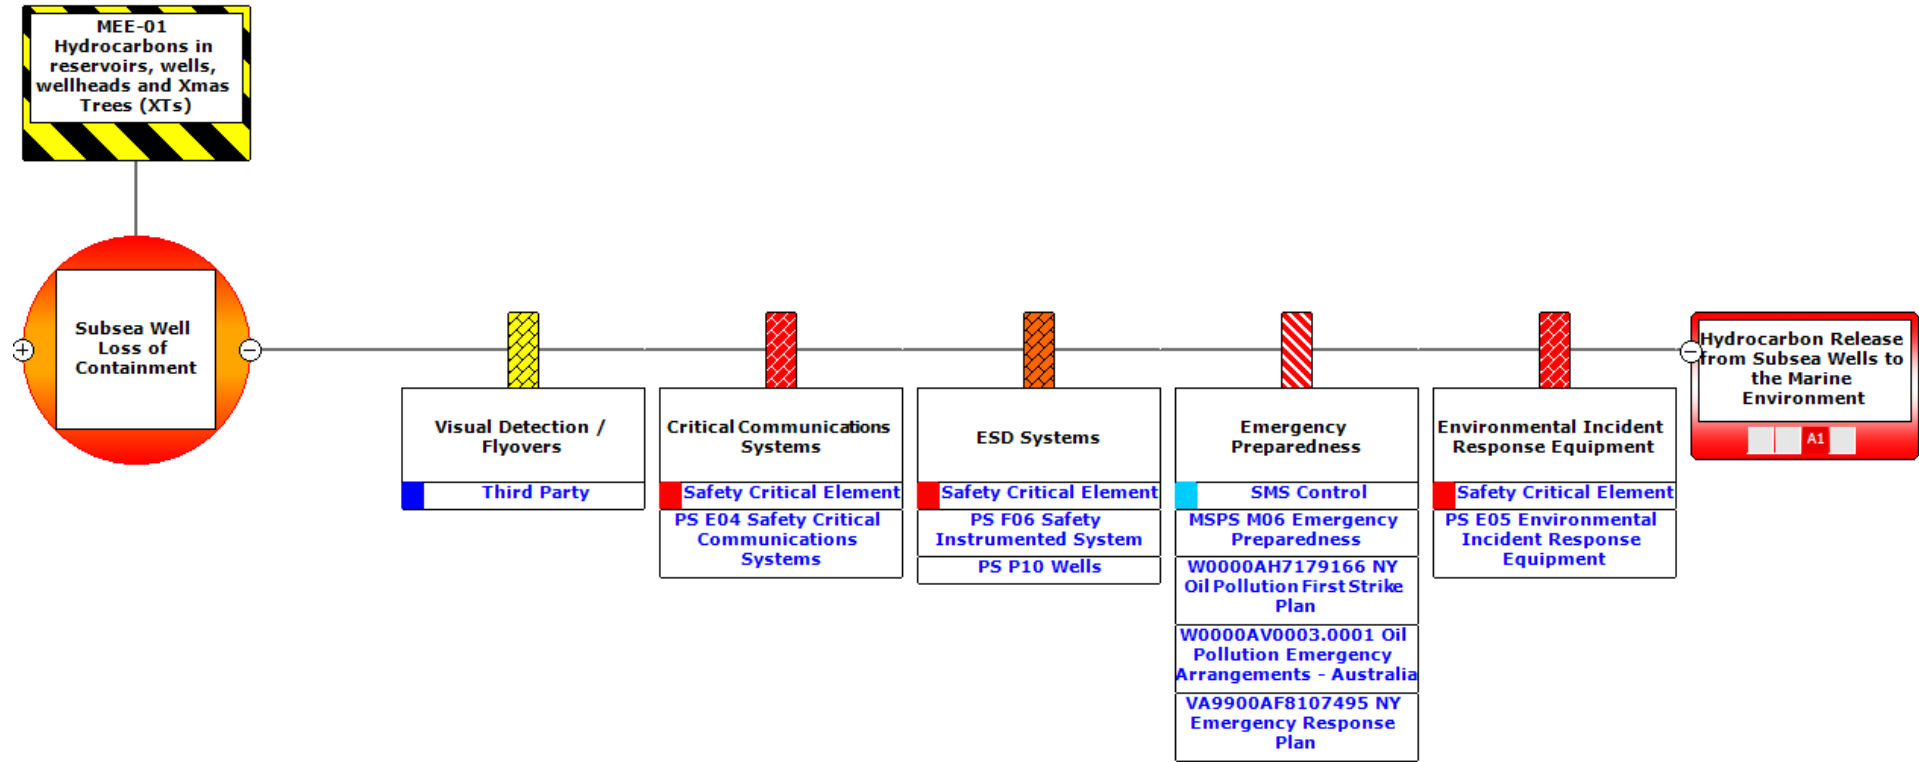 MEE-01
Hydrocarbons in
reservoirs, wells,
wellheads and Xmas
Trees (XTs)
Subsea Well
Loss of
Containment
Visual Detection /
Flyovers
Third Party
Critical Communications
Systems
Safety Critical Element
PS E04 Safety Critical
Communications
Systems
ESD Systems
Safety Critical Element
PS F06 Safety
Instrumented System
PS P10 Wells
Emergency
Preparedness
SMS Control
MSPS M06 Emergency
Preparedness
W0000AH7179166 NY
Oil Pollution First Strike
Plan
W0000AV0003.0001 Oil
Pollution Emergency
Arrangements - Australia
VA9900AF8107495 NY
Emergency Response
Plan
Environmental Incident
Response Equipment
Safety Critical Element
PS E05 Environmental
Incident Response
Equipment
Hydrocarbon Release
from Subsea Wells to
the Marine
Environment
A1